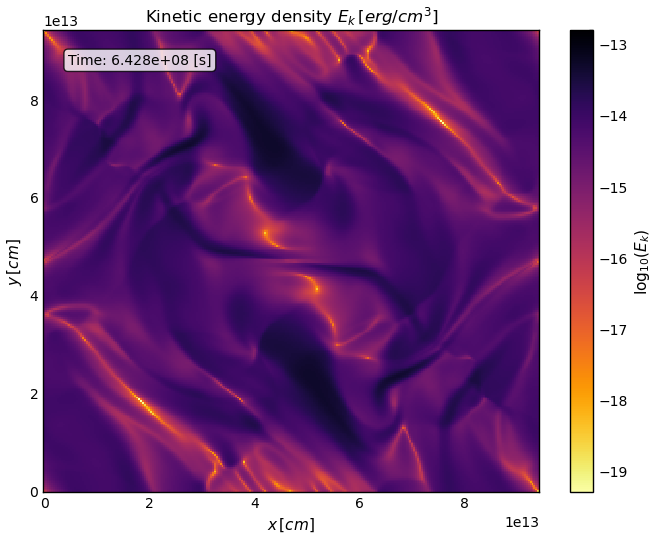 Kinetic energy density E_k [erg/cm^3]
1e13
Time: 6.428e+08 [s]
8
6
4
2
0
y [cm]
0
2
4
6
8
1e13
x [cm]
−13
−14
−15
−16
−17
−18
−19
log_10(E_k)